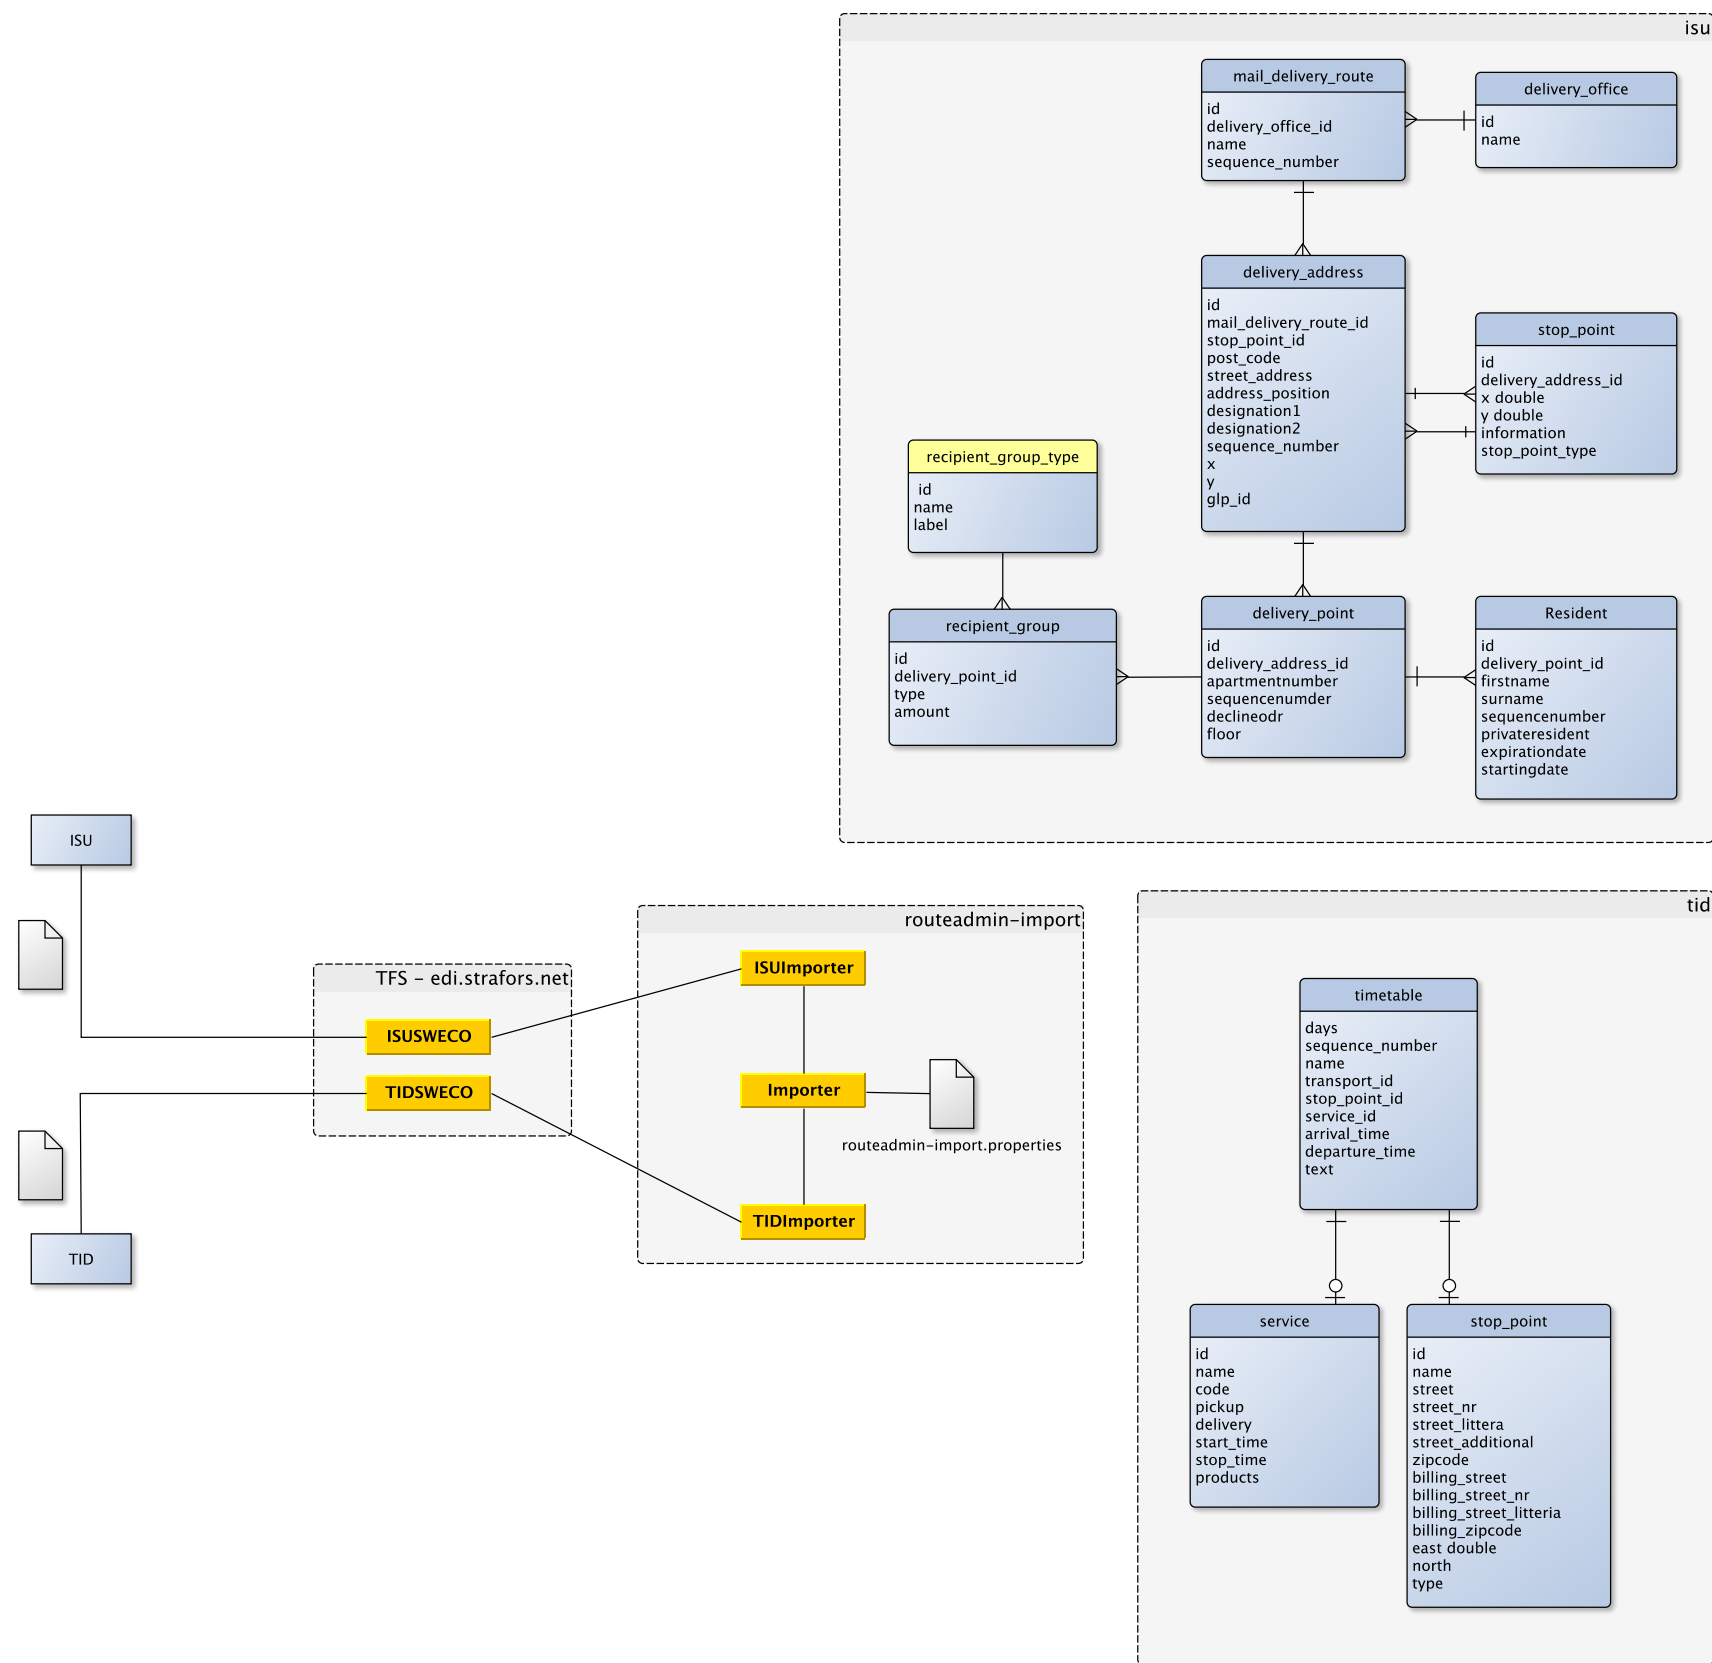 isu
mail_delivery_route
id
delivery_office_id
name
sequence_number
delivery_office
id
name
delivery_address
id
mail_delivery_route_id
stop_point_id
post_code
street_address
address_position
designation1
designation2
sequence_number
x
y
glp_id
stop_point
id
delivery_address_id
x double
y double
information
stop_point_type
recipient_group_type
id
name
label
recipient_group
id
delivery_point_id
type
amount
delivery_point
id
delivery_address_id
apartmentnumber
sequencenumder
declineodr
floor
Resident
id
delivery_point_id
firstname
surname
sequencenumber
privateresident
expirationdate
startingdate
ISU
TFS - edi.strafors.net
ISUSWECO
TIDSWECO
TID
routeadmin-import
ISUImporter
Importer
routeadmin-import.properties
TIDImporter
tid
timetable
days
sequence_number
name
transport_id
stop_point_id
service_id
arrival_time
departure_time
text
service
id
name
code
pickup
delivery
start_time
stop_time
products
stop_point
id
name
street
street_nr
street_littera
street_additional
zipcode
billing_street
billing_street_nr
billing_street_litteria
billing_zipcode
east double
north
type